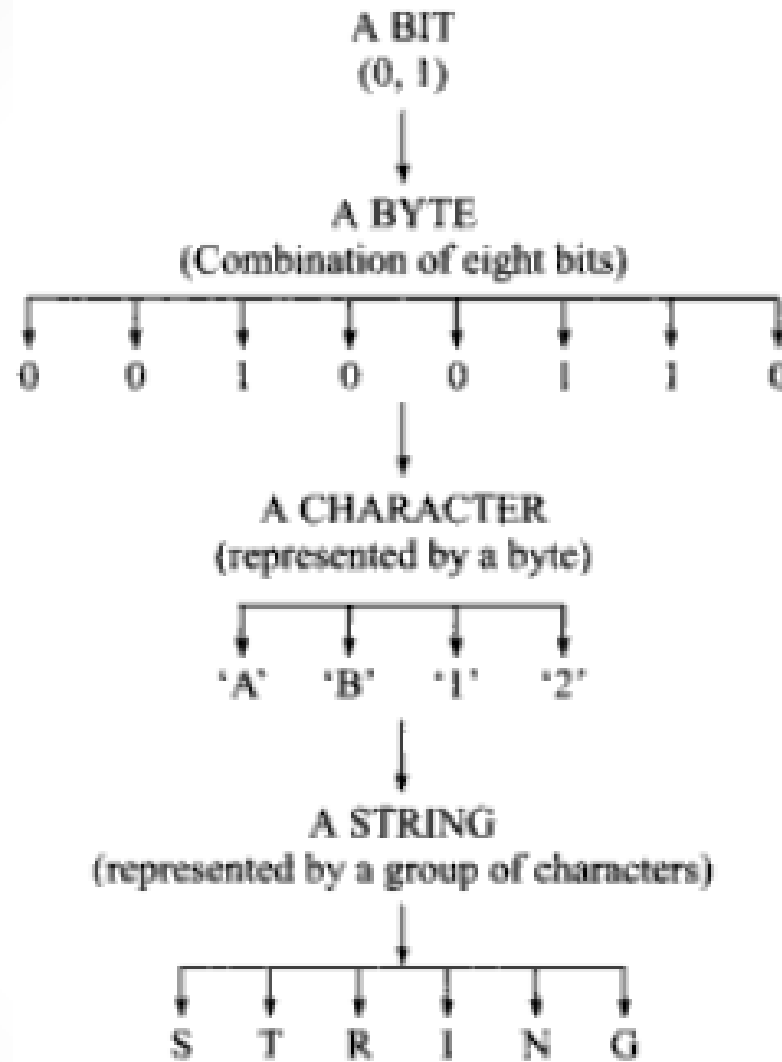 A BIT
(0, 1)
A BYTE
(Combination of eight bits)
0 0 1 0 0 1 1 0
A CHARACTER
(represented by a byte)
‘A’ ‘B’ ‘1’ ‘2’
A STRING
(represented by a group of characters)
S T R I N G